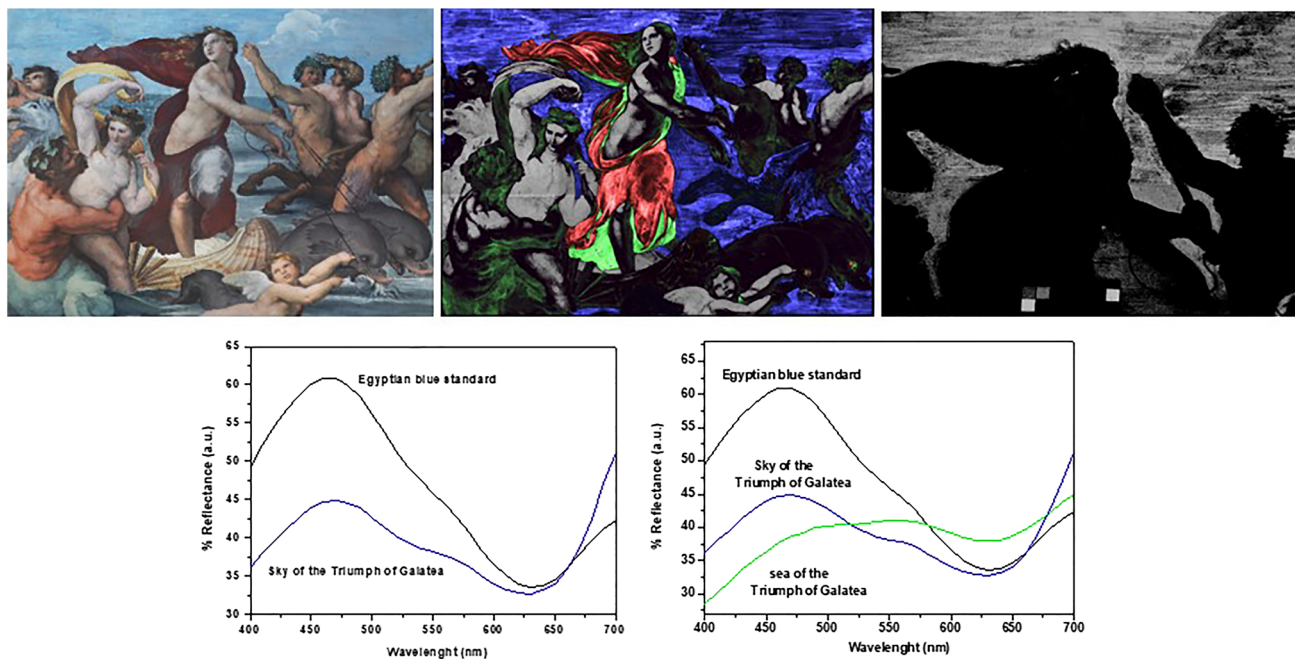 65
60
55
50
45
40
35
30
% Reflectance (a.u.)
Egyptian blue standard
Sky of the Triumph of Galatea
400 450 500 550 600 650 700
Wavelenght (nm)
65
60
55
50
45
40
35
30
% Reflectance (a.u.)
Egyptian blue standard
Sky of the
Triumph of Galatea
sea of the
Triumph of Galatea
400 450 500 550 600 650 700
Wavelenght (nm)